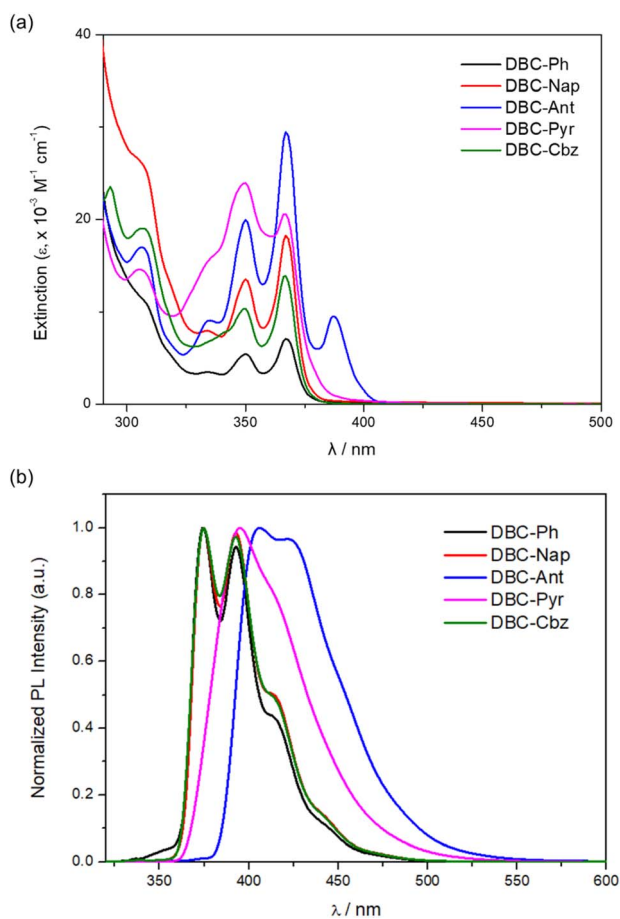 (a)
40
20
0
Extinction (ε, x 10⁻³ M⁻¹ cm⁻¹)
DBC-Ph
DBC-Nap
DBC-Ant
DBC-Pyr
DBC-Cbz
300 350 400 450 500
λ / nm
(b)
1.0
0.8
0.6
0.4
0.2
0.0
Normalized PL Intensity (a.u.)
DBC-Ph
DBC-Nap
DBC-Ant
DBC-Pyr
DBC-Cbz
350 400 450 500 550 600
λ / nm